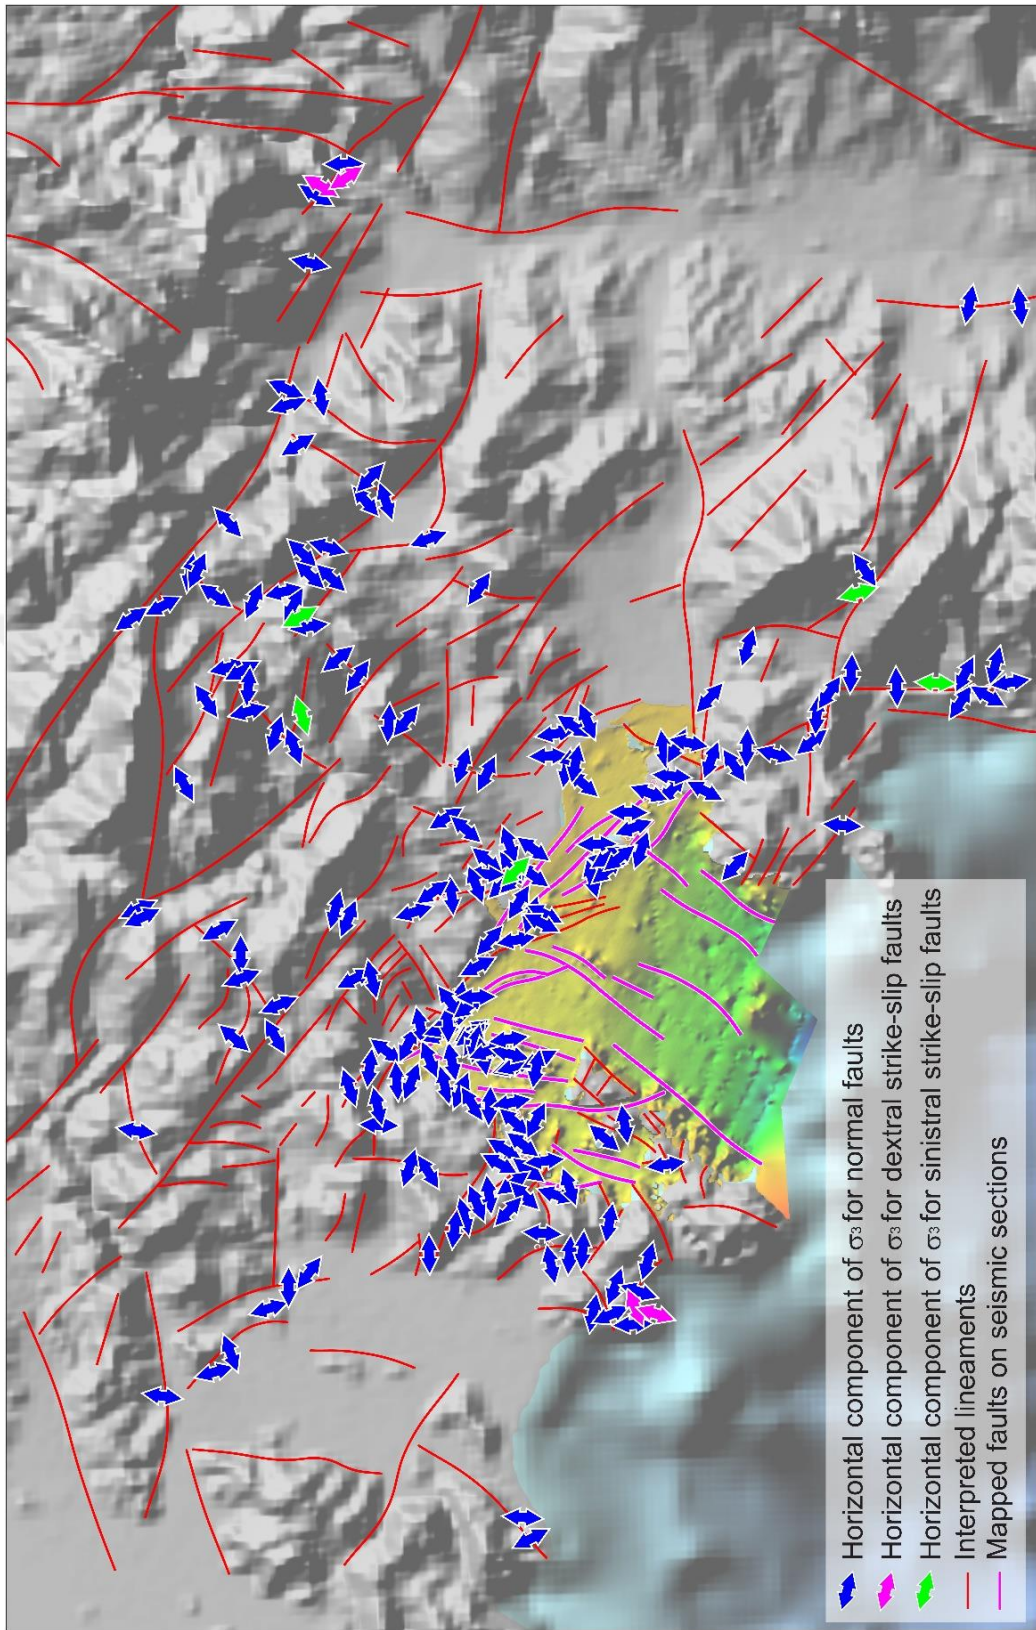 Horizontal component of σ3 for normal faults
Horizontal component of σ3 for dextral strike-slip faults
Horizontal component of σ3 for sinistral strike-slip faults
Interpreted lineaments
Mapped faults on seismic sections